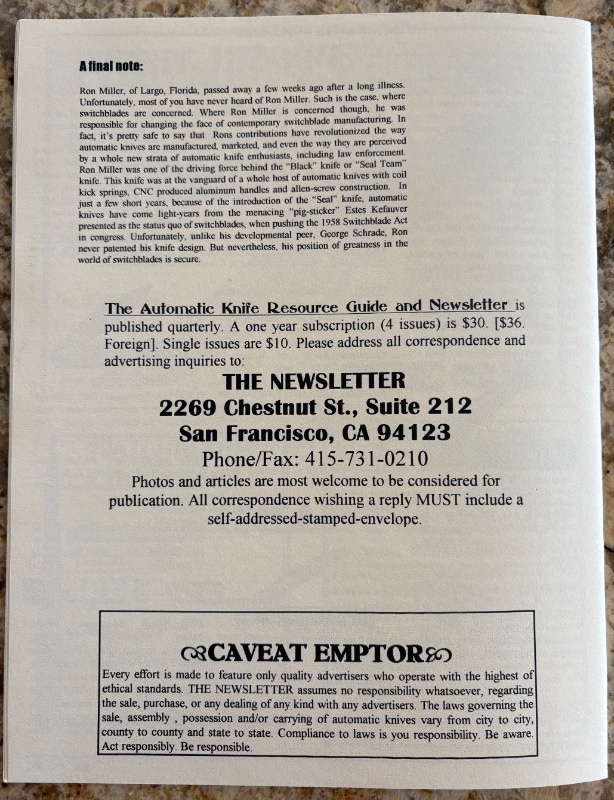 A final note:
Ron Miller, of Largo, Florida, passed away a few weeks ago after a long illness.
Unfortunately, most of you have never heard of Ron Miller. Such is the case, where
switchblades are concerned. Where Ron Miller is concerned though, he was
responsible for changing the face of contemporary switchblade manufacturing. In
fact, it's pretty safe to say that Rons contributions have revolutionized the way
automatic knives are manufactured, marketed, and even the way they are perceived
by a whole new strata of automatic knife enthusiasts, including law enforcement.
Ron Miller was one of the driving force behind the "Black" knife or "Seal Team"
knife. This knife was at the vanguard of a whole host of automatic knives with coil
kick springs, CNC produced aluminum handles and allen-screw construction. In
just a few short years, because of the introduction of the "Seal" knife, automatic
knives have come light-years from the menacing "pig-sticker" Estes Kefauver
presented as the status quo of switchblades, when pushing the 1958 Switchblade Act
in congress. Unfortunately, unlike his developmental peer, George Schrade, Ron
never patented his knife design. But nevertheless, his position of greatness in the
world of switchblades is secure.
The Automatic Knife Resource Guide and Newsletter is
published quarterly. A one year subscription (4 issues) is $30. [$36.
Foreign]. Single issues are $10. Please address all correspondence and
advertising inquiries to:
THE NEWSLETTER
2269 Chestnut St., Suite 212
San Francisco, CA 94123
Phone/Fax: 415-731-0210
Photos and articles are most welcome to be considered for
publication. All correspondence wishing a reply MUST include a
self-addressed-stamped-envelope.
CAVEAT EMPTOR
Every effort is made to feature only quality advertisers who operate with the highest of
ethical standards. THE NEWSLETTER assumes no responsibility whatsoever, regarding
the sale, purchase, or any dealing of any kind with any advertisers. The laws governing the
sale, assembly , possession and/or carrying of automatic knives vary from city to city,
county to county and state to state. Compliance to laws is you responsibility. Be aware.
Act responsibly. Be responsible.